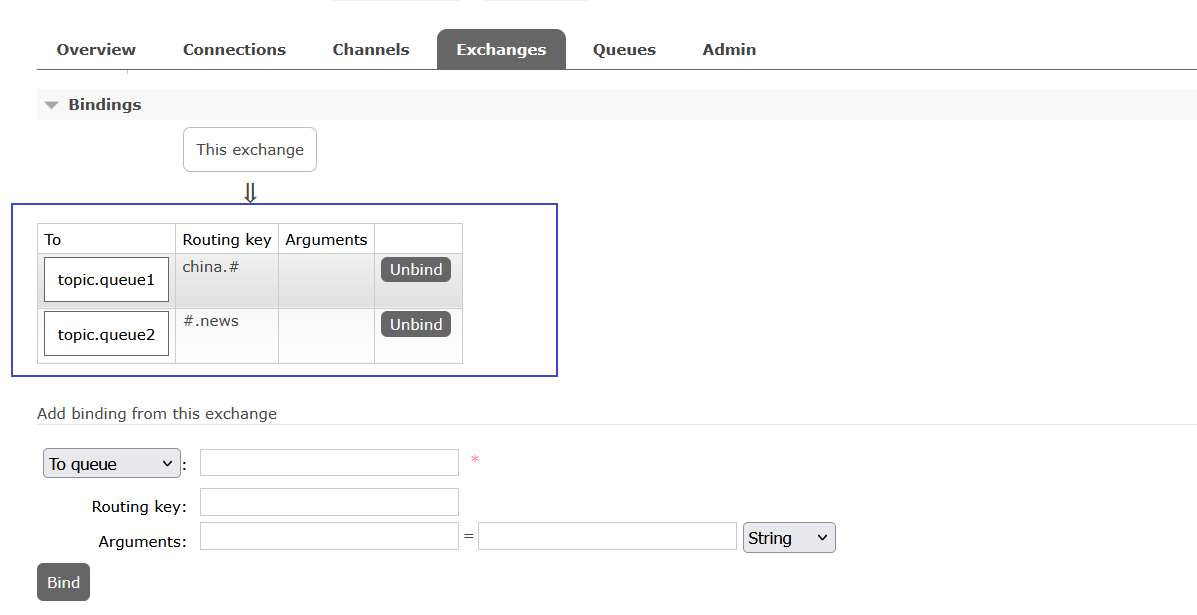 Overview Connections Channels Exchanges Queues Admin
Bindings
This exchange
⇓
To Routing key Arguments
topic.queue1 china.# Unbind
topic.queue2 #.news Unbind
Add binding from this exchange
To queue : *
Routing key:
Arguments: = String
Bind